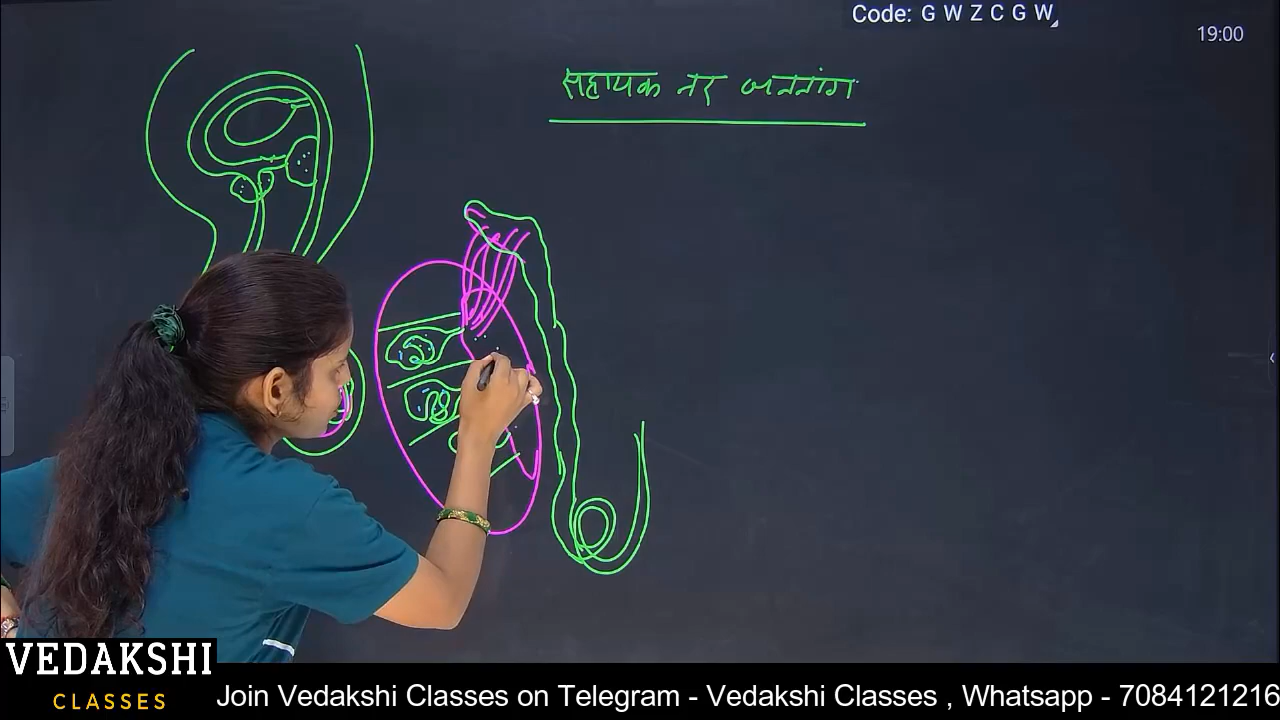 Code: G W Z C G W
19:00
सहायक नर जननांग
VEDAKSHI
CLASSES
Join Vedakshi Classes on Telegram - Vedakshi Classes , Whatsapp - 7084121216